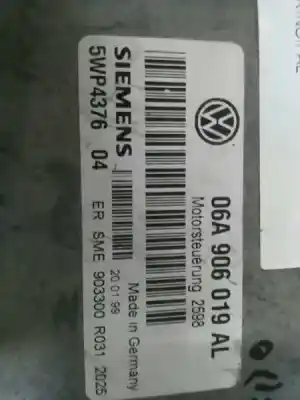 06A 906 019 AL
Motorsteuerung 2598
SIEMENS
5WP4376 04
20.01.99
Made in Germany
ER SME 903300 R031 2025